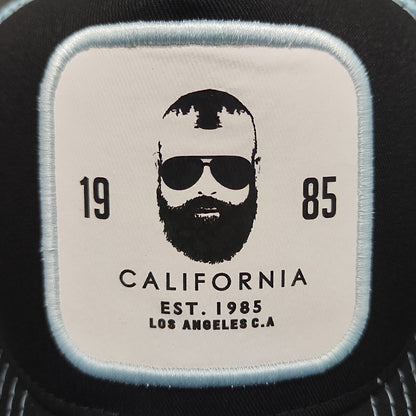 19 85
CALIFORNIA
EST. 1985
LOS ANGELES C.A